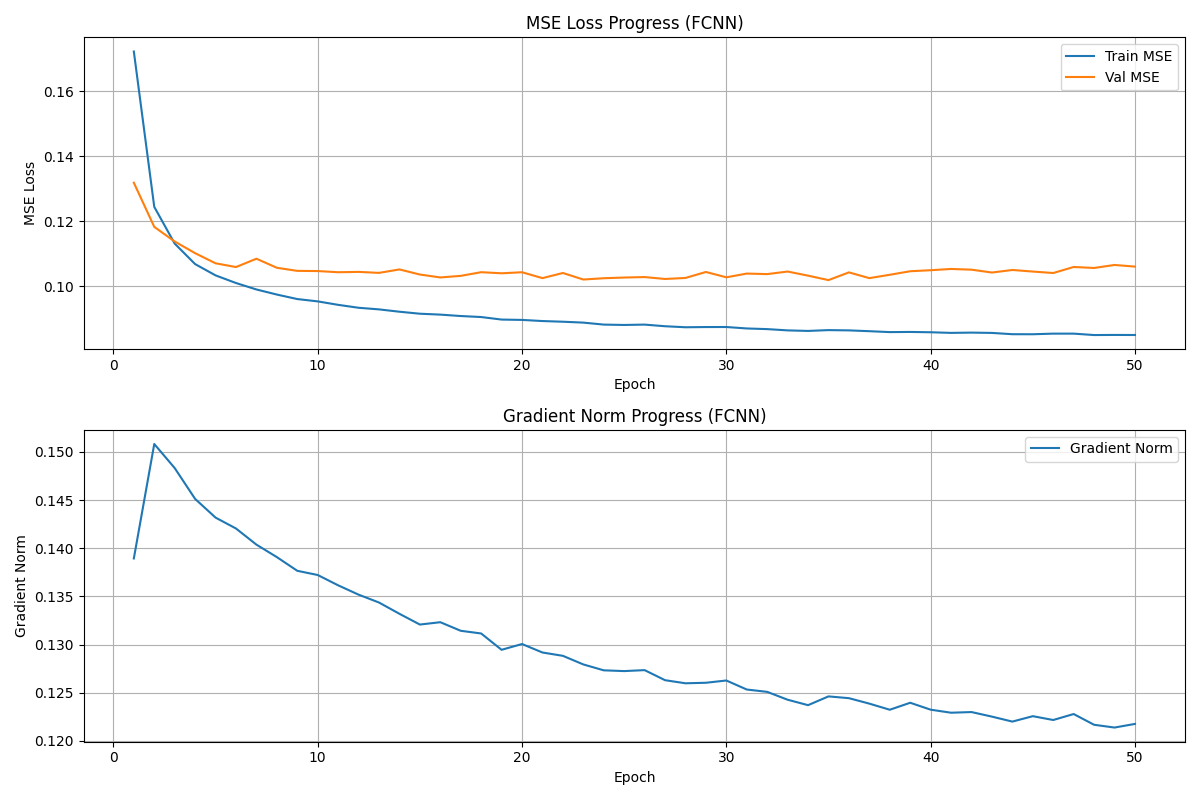 MSE Loss Progress (FCNN)
Train MSE
Val MSE
0.16
0.14
0.12
0.10
MSE Loss
0 10 20 30 40 50
Epoch
Gradient Norm Progress (FCNN)
Gradient Norm
0.150
0.145
0.140
0.135
0.130
0.125
0.120
Gradient Norm
0 10 20 30 40 50
Epoch